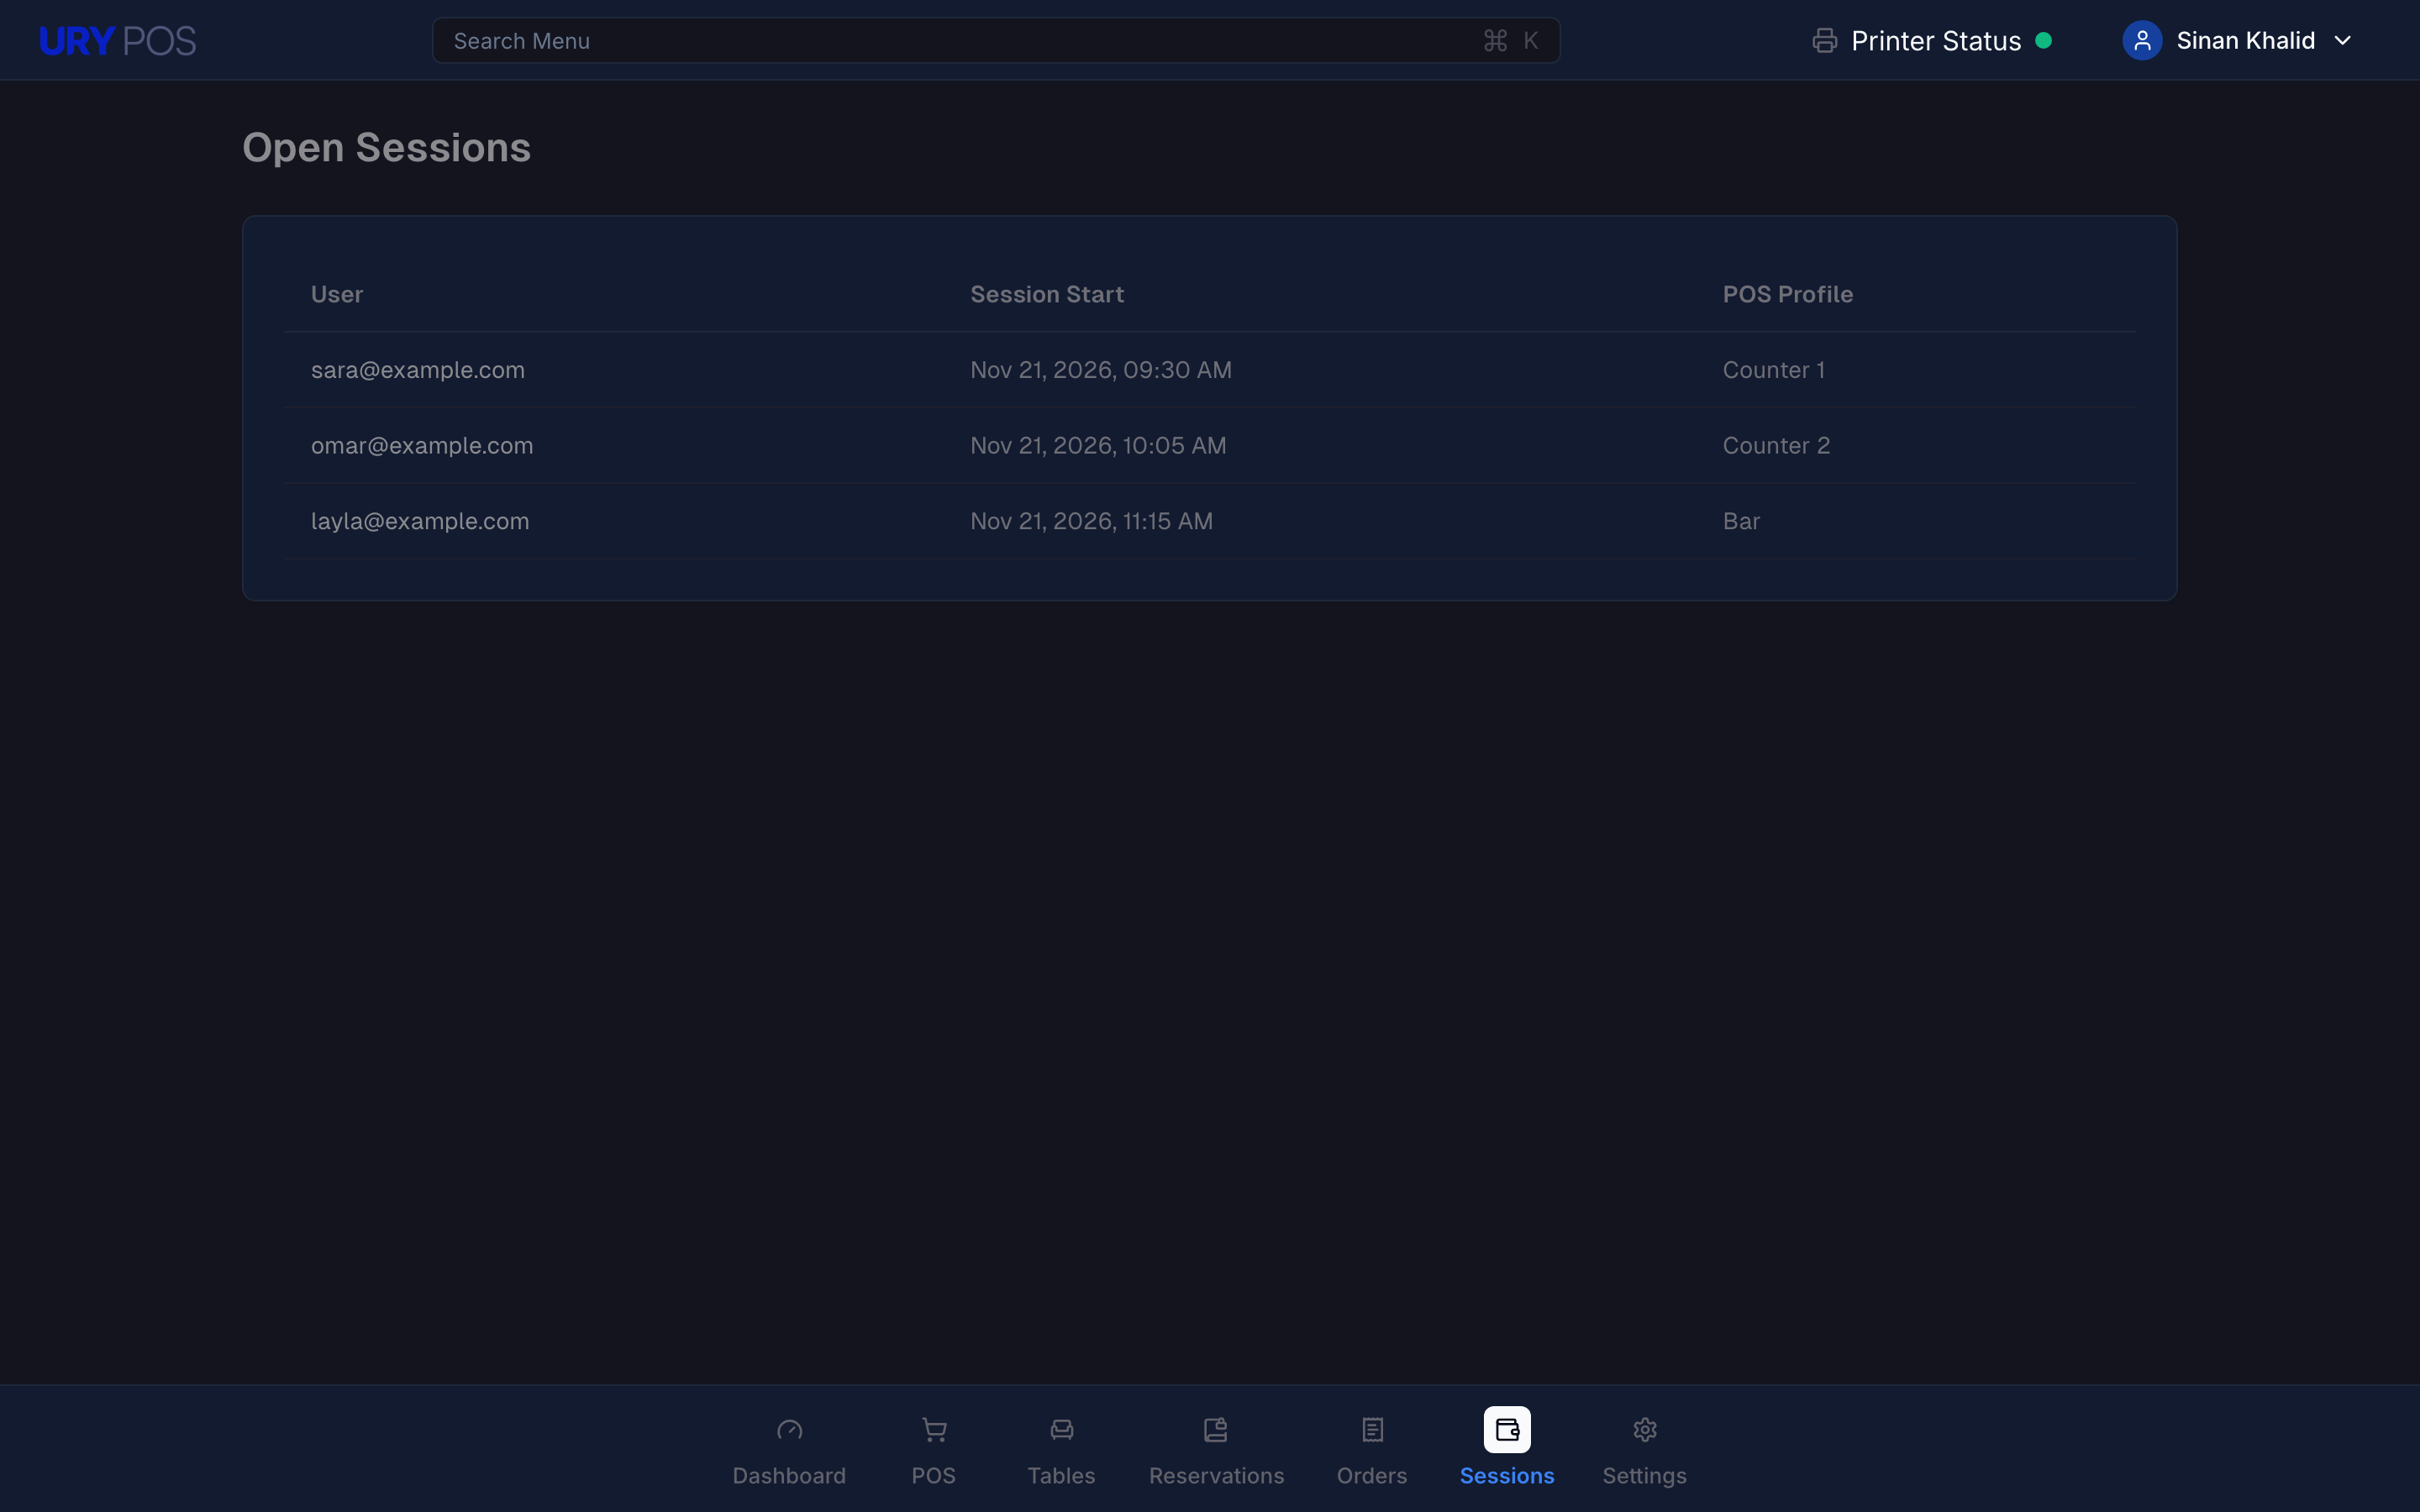 URY POS
Search Menu ⌘ K
Printer Status
Sinan Khalid
Open Sessions
User Session Start POS Profile
sara@example.com Nov 21, 2026, 09:30 AM Counter 1
omar@example.com Nov 21, 2026, 10:05 AM Counter 2
layla@example.com Nov 21, 2026, 11:15 AM Bar
Dashboard POS Tables Reservations Orders Sessions Settings